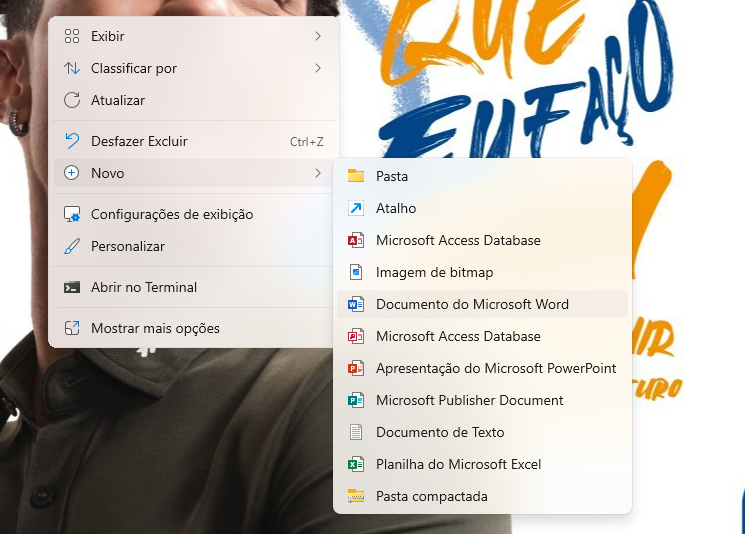 QUE
EU FAÇO
Exibir
Classificar por
Atualizar
Desfazer Excluir Ctrl+Z
Novo
Configurações de exibição
Personalizar
Abrir no Terminal
Mostrar mais opções
Pasta
Atalho
Microsoft Access Database
Imagem de bitmap
Documento do Microsoft Word
Microsoft Access Database
Apresentação do Microsoft PowerPoint
Microsoft Publisher Document
Documento de Texto
Planilha do Microsoft Excel
Pasta compactada